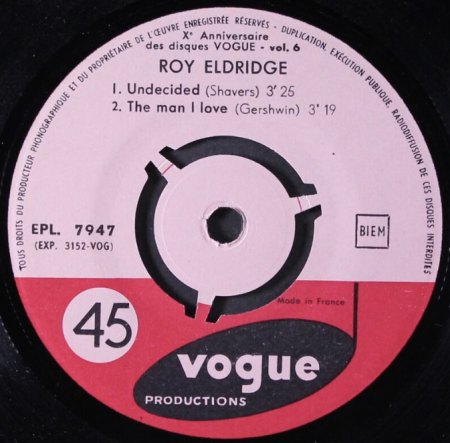 TOUS DROITS DU PRODUCTEUR PHONOGRAPHIQUE ET DU PROPRIÉTAIRE DE L'ŒUVRE ENREGISTRÉE RÉSERVÉS - DUPLICATION, EXÉCUTION PUBLIQUE, RADIODIFFUSION DE CES DISQUES INTERDITES
Xe Anniversaire
des disques VOGUE - vol. 6
ROY ELDRIDGE
1. Undecided (Shavers) 3'25
2. The man I love (Gershwin) 3'19
EPL. 7947
(EXP. 3152-VOG)
BIEM
Made in France
45
vogue
PRODUCTIONS